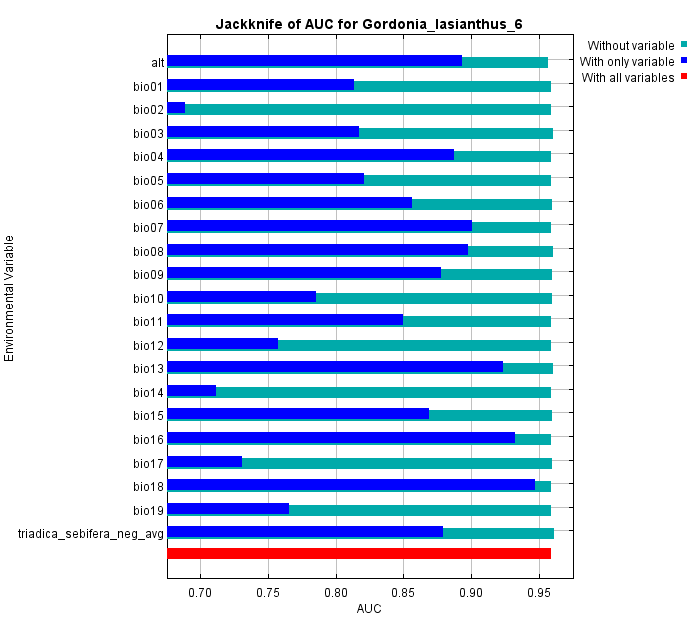 Jackknife of AUC for Gordonia_lasianthus_6
Without variable
With only variable
With all variables
Environmental Variable
alt
bio01
bio02
bio03
bio04
bio05
bio06
bio07
bio08
bio09
bio10
bio11
bio12
bio13
bio14
bio15
bio16
bio17
bio18
bio19
triadica_sebifera_neg_avg
0.70 0.75 0.80 0.85 0.90 0.95
AUC